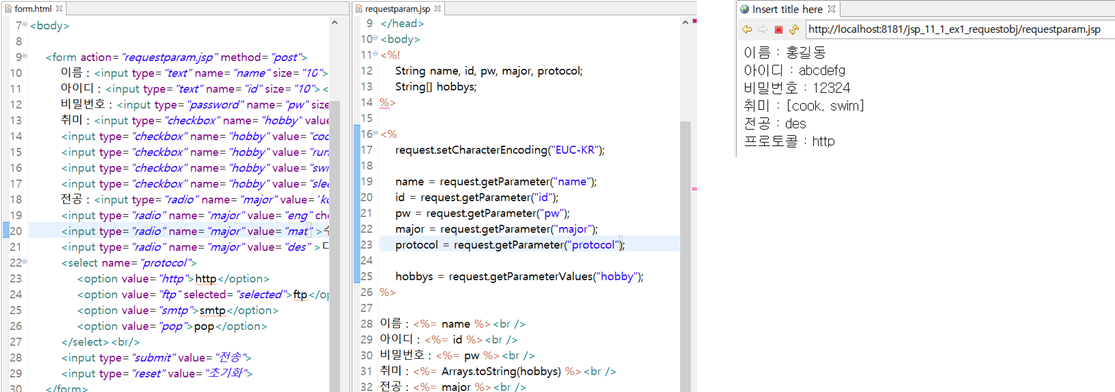 form.html
7 <body>
8
9 <form action="requestparam.jsp" method="post">
10 이름 : <input type="text" name="name" size="10">
11 아이디 : <input type="text" name="id" size="10"><
12 비밀번호 : <input type="password" name="pw" size
13 취미 : <input type="checkbox" name="hobby" value=
14 <input type="checkbox" name="hobby" value="coo
15 <input type="checkbox" name="hobby" value="run
16 <input type="checkbox" name="hobby" value="swi
17 <input type="checkbox" name="hobby" value="slee
18 전공 : <input type="radio" name="major" value="ko
19 <input type="radio" name="major" value="eng" che
20 <input type="radio" name="major" value="mat" >수
21 <input type="radio" name="major" value="des" >디
22 <select name="protocol">
23 <option value="http">http</option>
24 <option value="ftp" selected="selected">ftp</op
25 <option value="smtp">smtp</option>
26 <option value="pop">pop</option>
27 </select><br/>
28 <input type="submit" value="전송">
29 <input type="reset" value="초기화">
30 </form>
requestparam.jsp
9 </head>
10 <body>
11 <%!
12 String name, id, pw, major, protocol;
13 String[] hobbys;
14 %>
15
16 <%
17 request.setCharacterEncoding("EUC-KR");
18
19 name = request.getParameter("name");
20 id = request.getParameter("id");
21 pw = request.getParameter("pw");
22 major = request.getParameter("major");
23 protocol = request.getParameter("protocol");
24
25 hobbys = request.getParameterValues("hobby");
26 %>
27
28 이름 : <%= name %><br />
29 아이디 : <%= id %><br />
30 비밀번호 : <%= pw %><br />
31 취미 : <%= Arrays.toString(hobbys) %><br />
32 전공 : <%= major %><br />
Insert title here
http://localhost:8181/jsp_11_1_ex1_requestobj/requestparam.jsp
이름 : 홍길동
아이디 : abcdefg
비밀번호 : 12324
취미 : [cook, swim]
전공 : des
프로토콜 : http